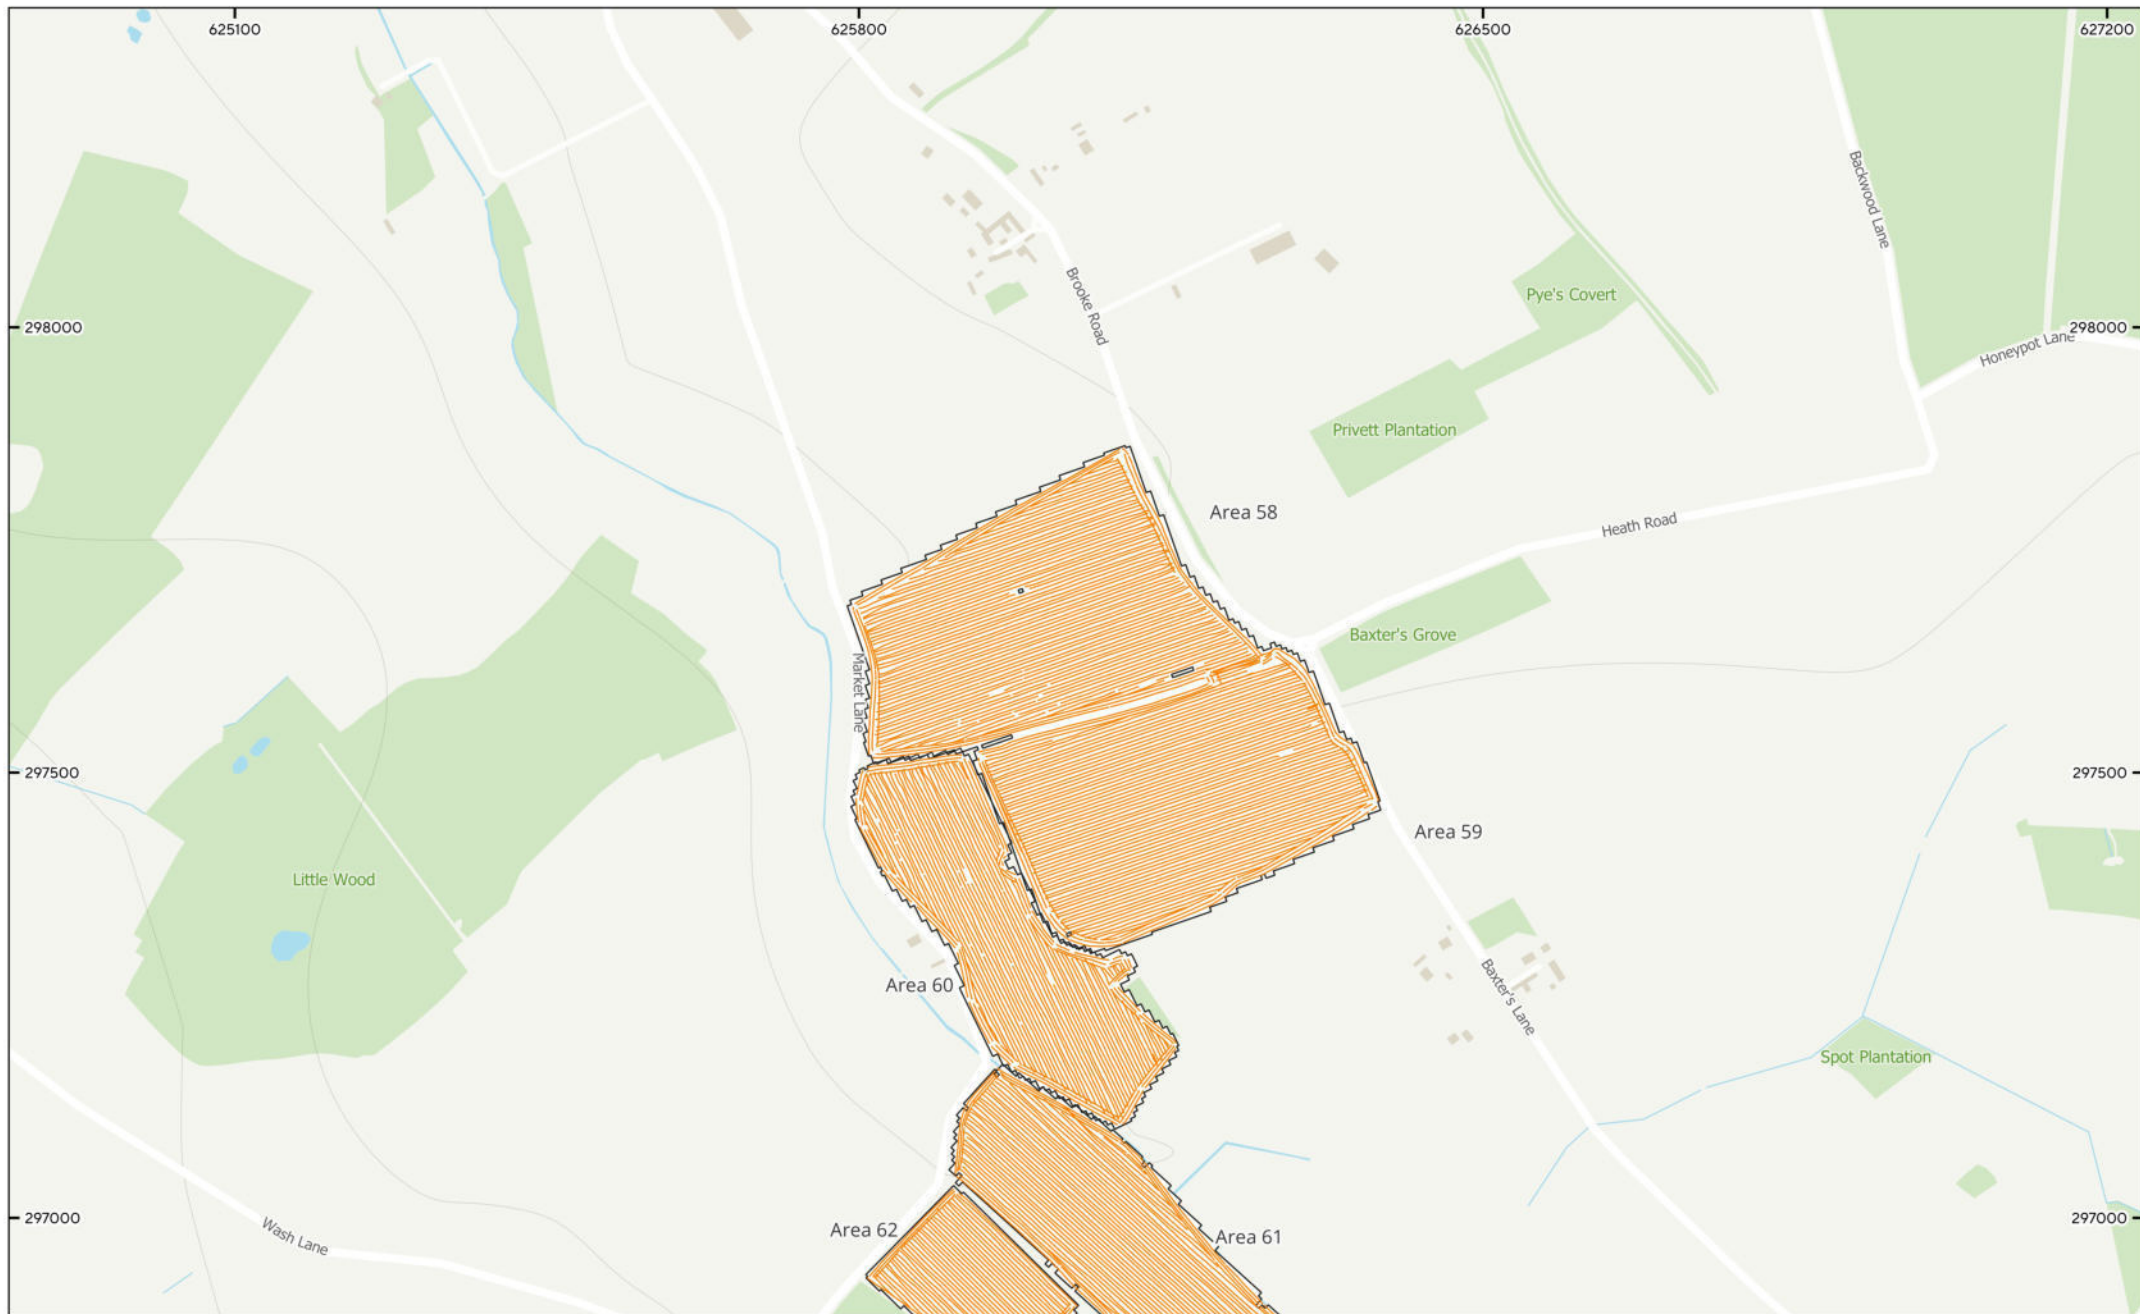 625100
625800
626500
627200
Backwood Lane
Brooke Road
Pye's Covert
298000
298000
Honeypot Lane
Privett Plantation
Area 58
Heath Road
Baxter's Grove
Market Lane
297500
297500
Area 59
Little Wood
Area 60
Baxter's Lane
Spot Plantation
297000
297000
Area 62
Area 61
Wash Lane